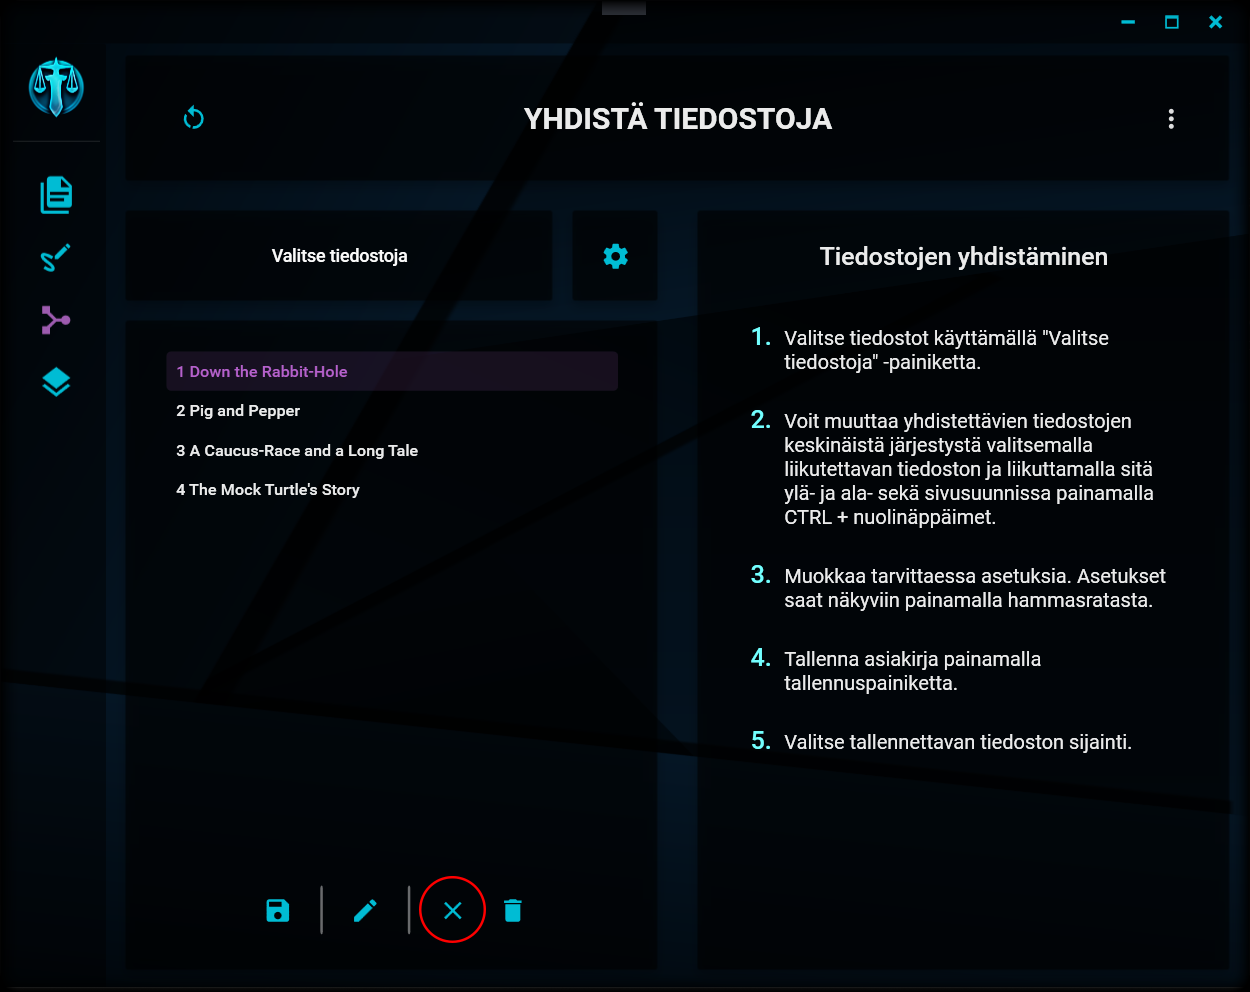 YHDISTÄ TIEDOSTOJA
Valitse tiedostoja
1 Down the Rabbit-Hole
2 Pig and Pepper
3 A Caucus-Race and a Long Tale
4 The Mock Turtle's Story
Tiedostojen yhdistäminen
1. Valitse tiedostot käyttämällä "Valitse
tiedostoja" -painiketta.
2. Voit muuttaa yhdistettävien tiedostojen
keskinäistä järjestystä valitsemalla
liikutettavan tiedoston ja liikuttamalla sitä
ylä- ja ala- sekä sivusuunnissa painamalla
CTRL + nuolinäppäimet.
3. Muokkaa tarvittaessa asetuksia. Asetukset
saat näkyviin painamalla hammasratasta.
4. Tallenna asiakirja painamalla
tallennuspainiketta.
5. Valitse tallennettavan tiedoston sijainti.